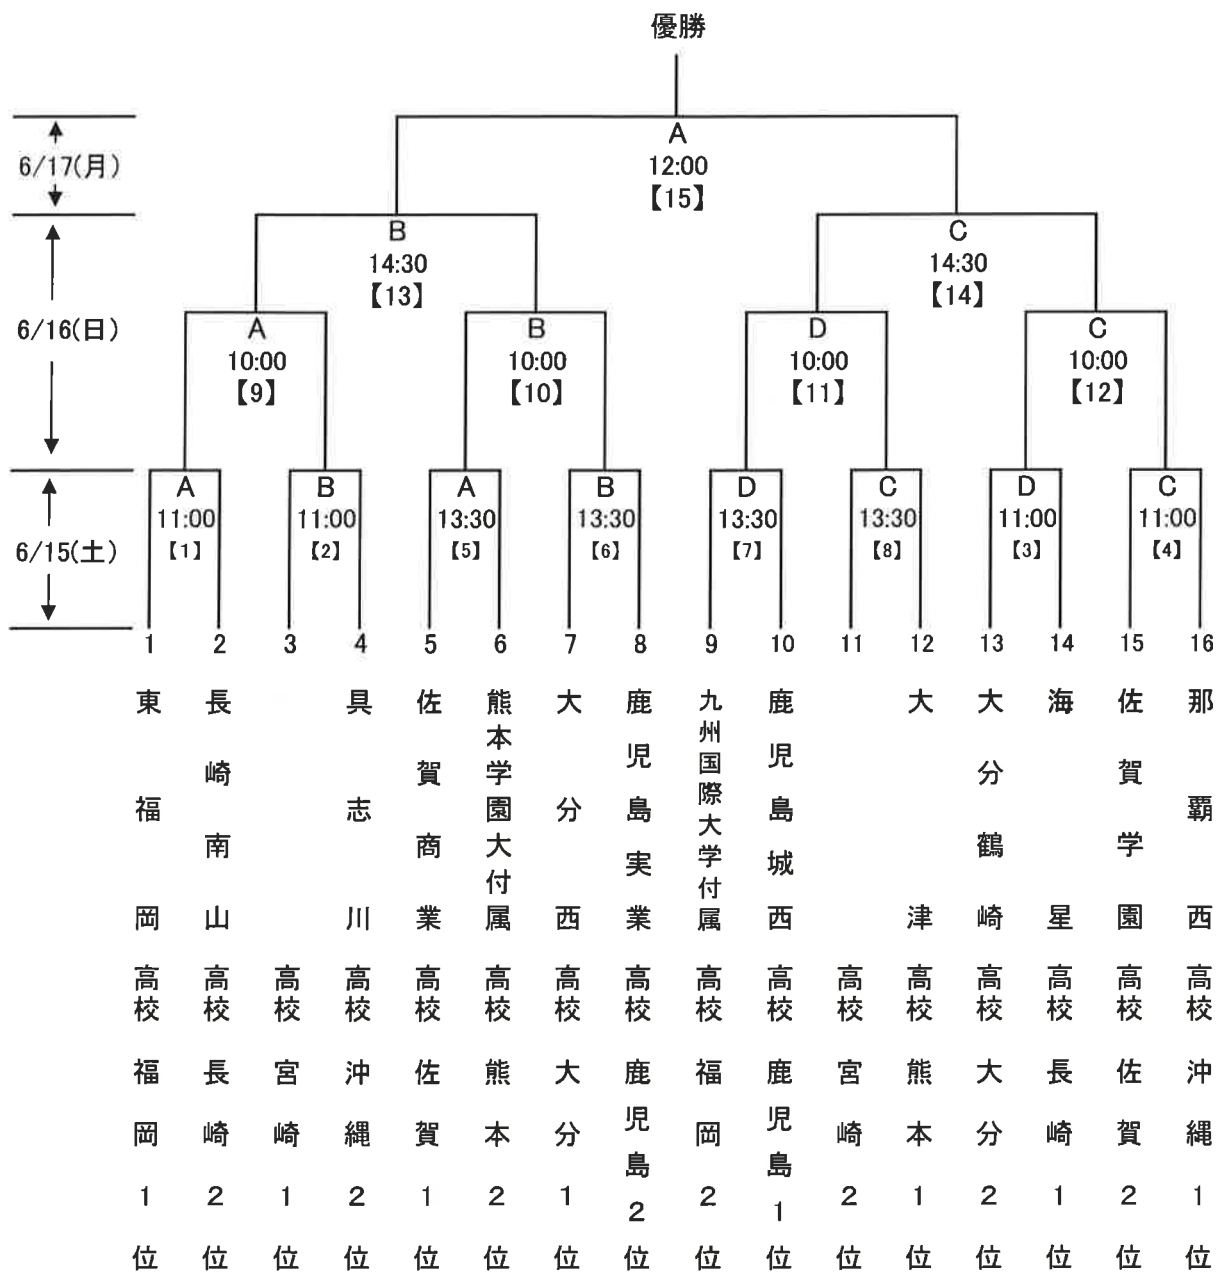 優勝
6/17(月)
A
12:00
【15】
B
14:30
【13】
C
14:30
【14】
6/16(日)
A
10:00
【9】
B
10:00
【10】
D
10:00
【11】
C
10:00
【12】
6/15(土)
A
11:00
【1】
B
11:00
【2】
A
13:30
【5】
B
13:30
【6】
D
13:30
【7】
C
13:30
【8】
D
11:00
【3】
C
11:00
【4】
1 東福岡高校 福岡1位
2 長崎南山高校 長崎2位
3 高校 宮崎1位
4 具志川高校 沖縄2位
5 佐賀商業高校 佐賀1位
6 熊本学園大付属高校 熊本2位
7 大分西高校 大分1位
8 鹿児島実業高校 鹿児島2位
9 九州国際大学付属高校 福岡2位
10 鹿児島城西高校 鹿児島1位
11 高校 宮崎2位
12 大津高校 熊本1位
13 大分鶴崎高校 大分2位
14 海星高校 長崎1位
15 佐賀学園高校 佐賀2位
16 那覇西高校 沖縄1位